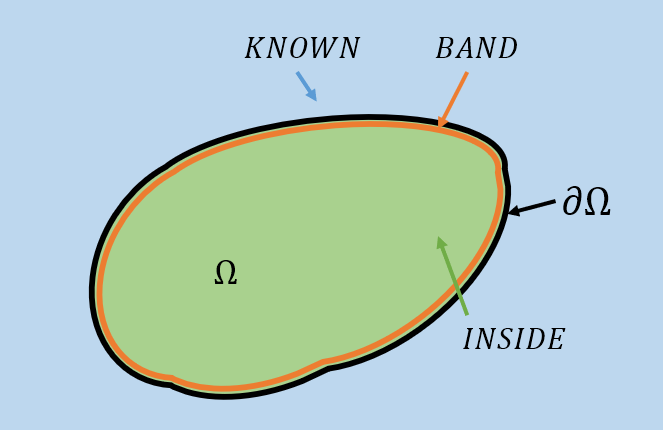 KNOWN
BAND
∂Ω
Ω
INSIDE